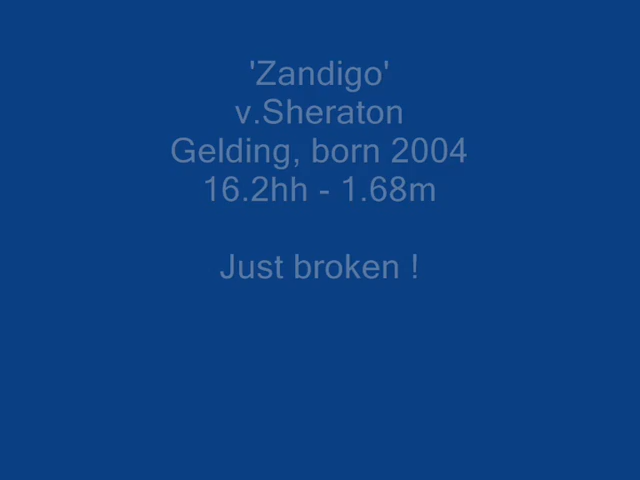 'Zandigo'
v.Sheraton
Gelding, born 2004
16.2hh - 1.68m
Just broken !